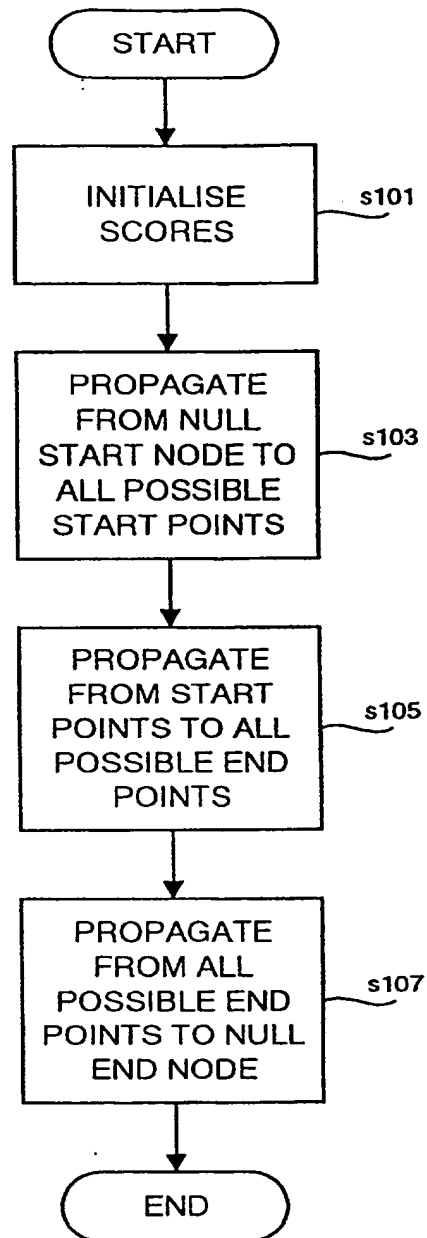 START
INITIALISE
SCORES
s101
PROPAGATE
FROM NULL
START NODE TO
ALL POSSIBLE
START POINTS
s103
PROPAGATE
FROM START
POINTS TO ALL
POSSIBLE END
POINTS
s105
PROPAGATE
FROM ALL
POSSIBLE END
POINTS TO NULL
END NODE
s107
END